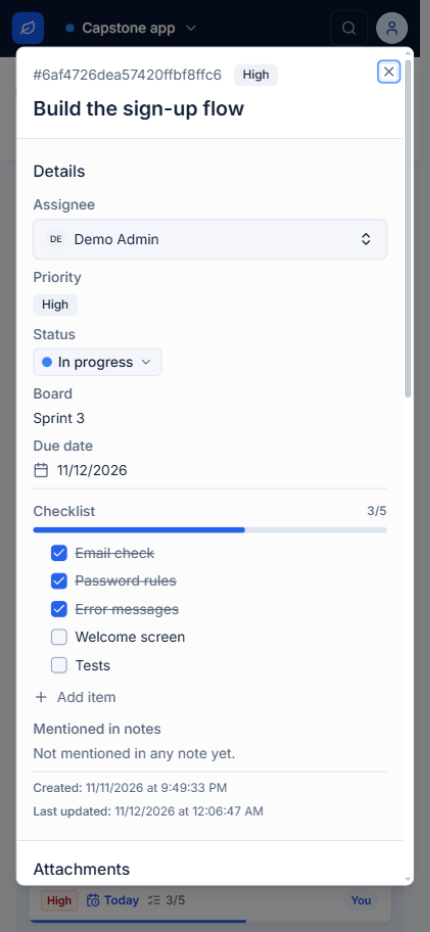 Capstone app
#6af4726dea57420ffbf8ffc6 High
Build the sign-up flow
Details
Assignee
DE Demo Admin
Priority
High
Status
In progress
Board
Sprint 3
Due date
11/12/2026
Checklist 3/5
Email check
Password rules
Error messages
Welcome screen
Tests
+ Add item
Mentioned in notes
Not mentioned in any note yet.
Created: 11/11/2026 at 9:49:33 PM
Last updated: 11/12/2026 at 12:06:47 AM
Attachments
High Today 3/5 You